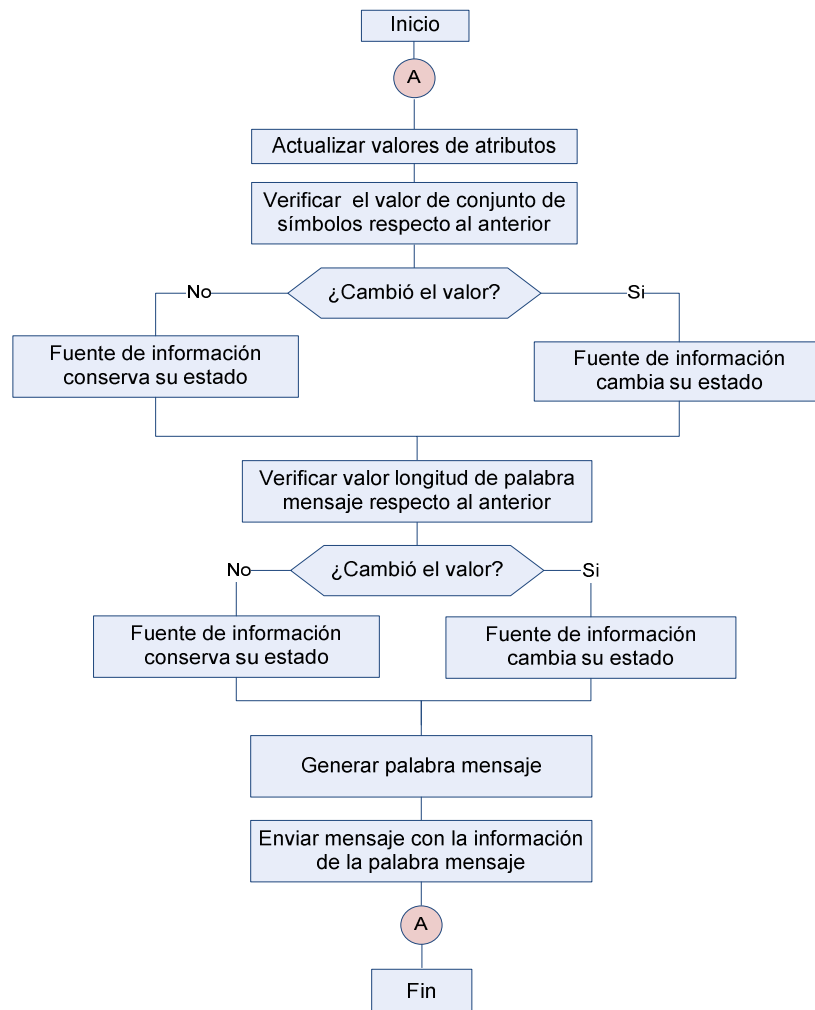 Inicio
A
Actualizar valores de atributos
Verificar el valor de conjunto de
símbolos respecto al anterior
¿Cambió el valor?
No
Si
Fuente de información
conserva su estado
Fuente de información
cambia su estado
Verificar valor longitud de palabra
mensaje respecto al anterior
¿Cambió el valor?
No
Si
Fuente de información
conserva su estado
Fuente de información
cambia su estado
Generar palabra mensaje
Enviar mensaje con la información
de la palabra mensaje
A
Fin